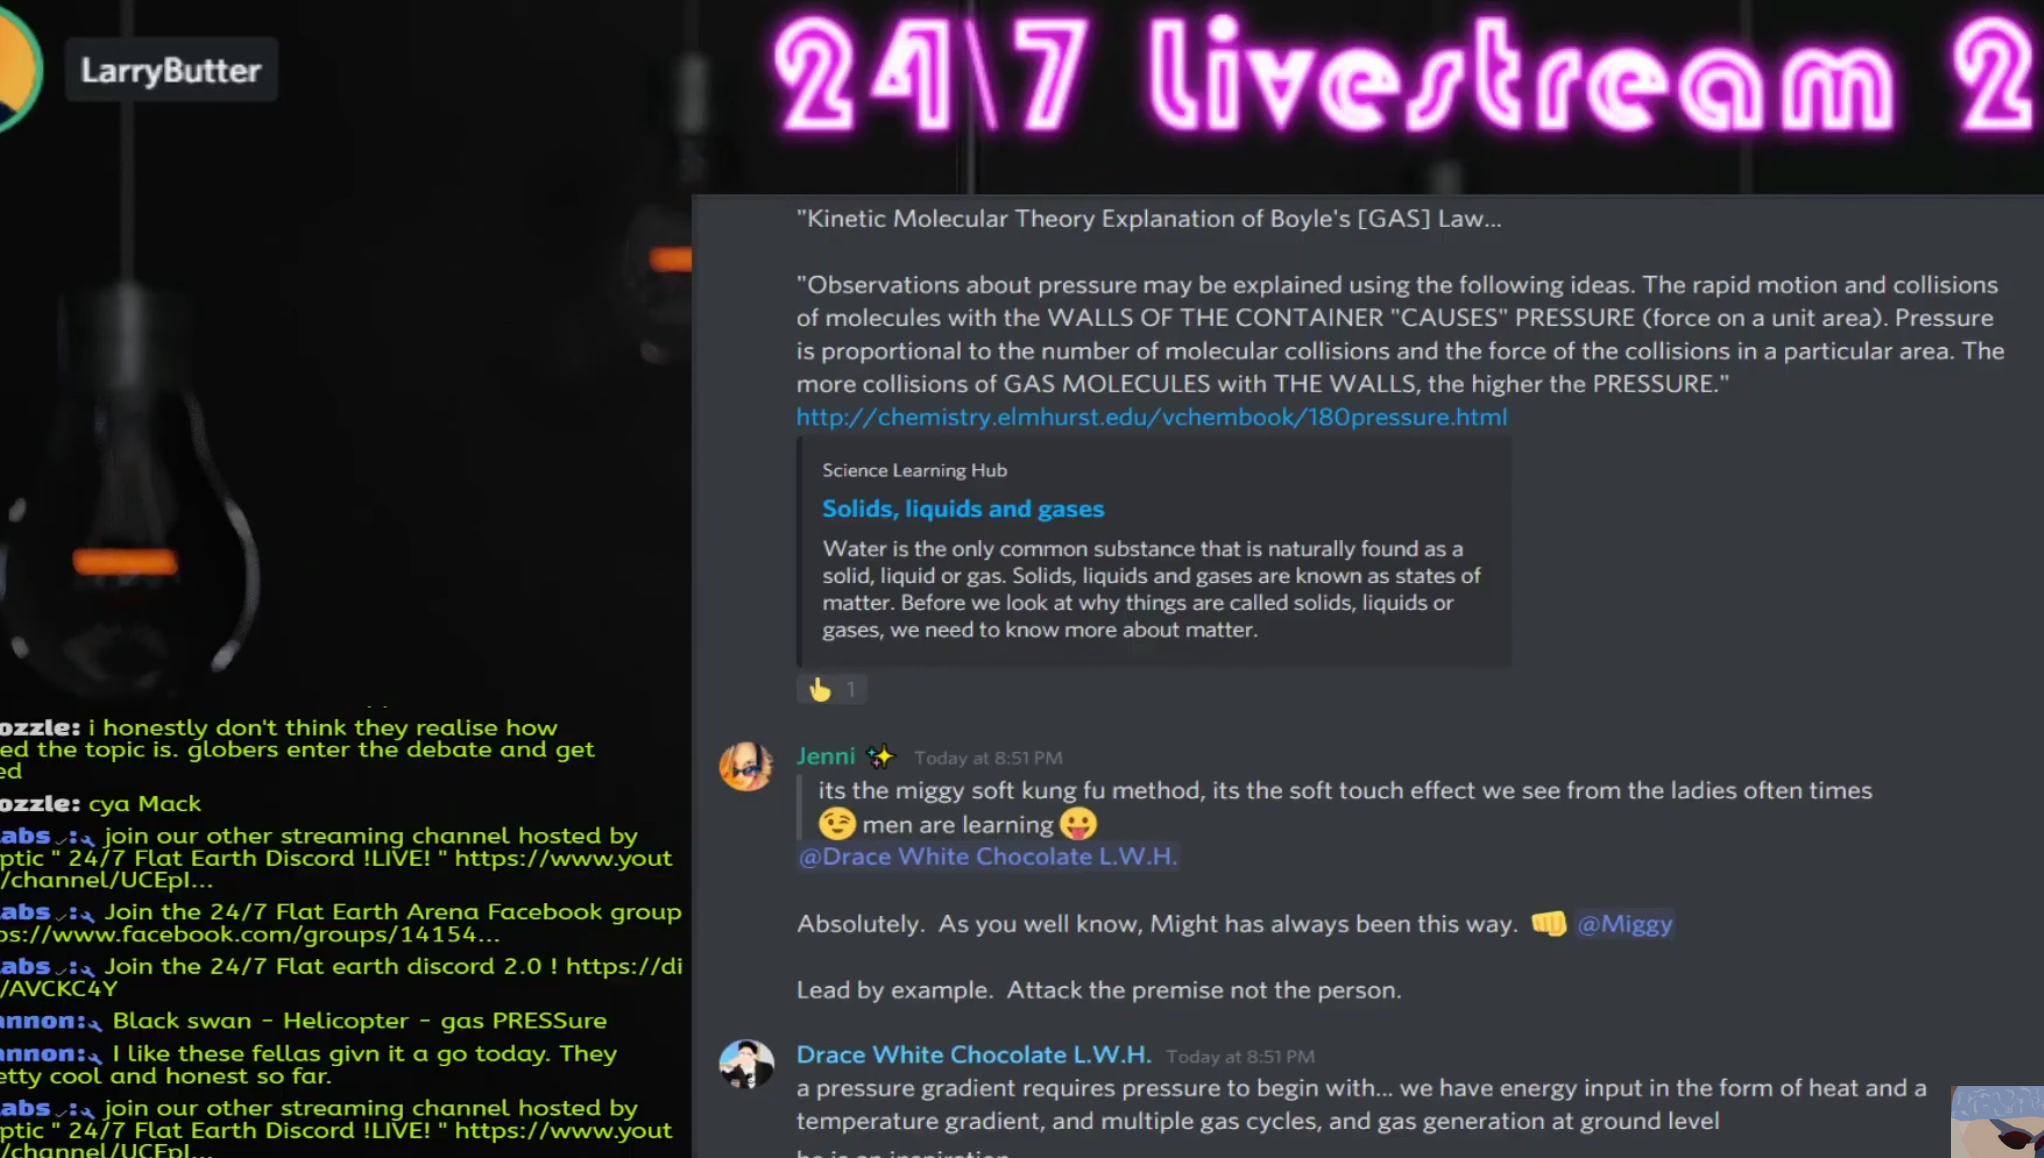 LarryButter
24\7 Livestream 2
"Kinetic Molecular Theory Explanation of Boyle's [GAS] Law...
"Observations about pressure may be explained using the following ideas. The rapid motion and collisions
of molecules with the WALLS OF THE CONTAINER "CAUSES" PRESSURE (force on a unit area). Pressure
is proportional to the number of molecular collisions and the force of the collisions in a particular area. The
more collisions of GAS MOLECULES with THE WALLS, the higher the PRESSURE."
http://chemistry.elmhurst.edu/vchembook/180pressure.html
Science Learning Hub
Solids, liquids and gases
Water is the only common substance that is naturally found as a
solid, liquid or gas. Solids, liquids and gases are known as states of
matter. Before we look at why things are called solids, liquids or
gases, we need to know more about matter.
👆 1
Jenni ✨ Today at 8:51 PM
its the miggy soft kung fu method, its the soft touch effect we see from the ladies often times
😉 men are learning 😛
@Drace White Chocolate L.W.H.
Absolutely. As you well know, Might has always been this way. 👊 @Miggy
Lead by example. Attack the premise not the person.
Drace White Chocolate L.W.H. Today at 8:51 PM
a pressure gradient requires pressure to begin with... we have energy input in the form of heat and a
temperature gradient, and multiple gas cycles, and gas generation at ground level
he is an inspiration
ozzle: i honestly don't think they realise how
ed the topic is. globers enter the debate and get
ed
ozzle: cya Mack
abs : join our other streaming channel hosted by
ptic " 24/7 Flat Earth Discord !LIVE! " https://www.yout
/channel/UCEpI...
abs : Join the 24/7 Flat Earth Arena Facebook group
ps://www.facebook.com/groups/14154...
abs : Join the 24/7 Flat earth discord 2.0 ! https://di
/AVCKC4Y
annon: Black swan - Helicopter - gas PRESSure
annon: I like these fellas givn it a go today. They
etty cool and honest so far.
abs : join our other streaming channel hosted by
ptic " 24/7 Flat Earth Discord !LIVE! " https://www.yout
/channel/UCEpI...